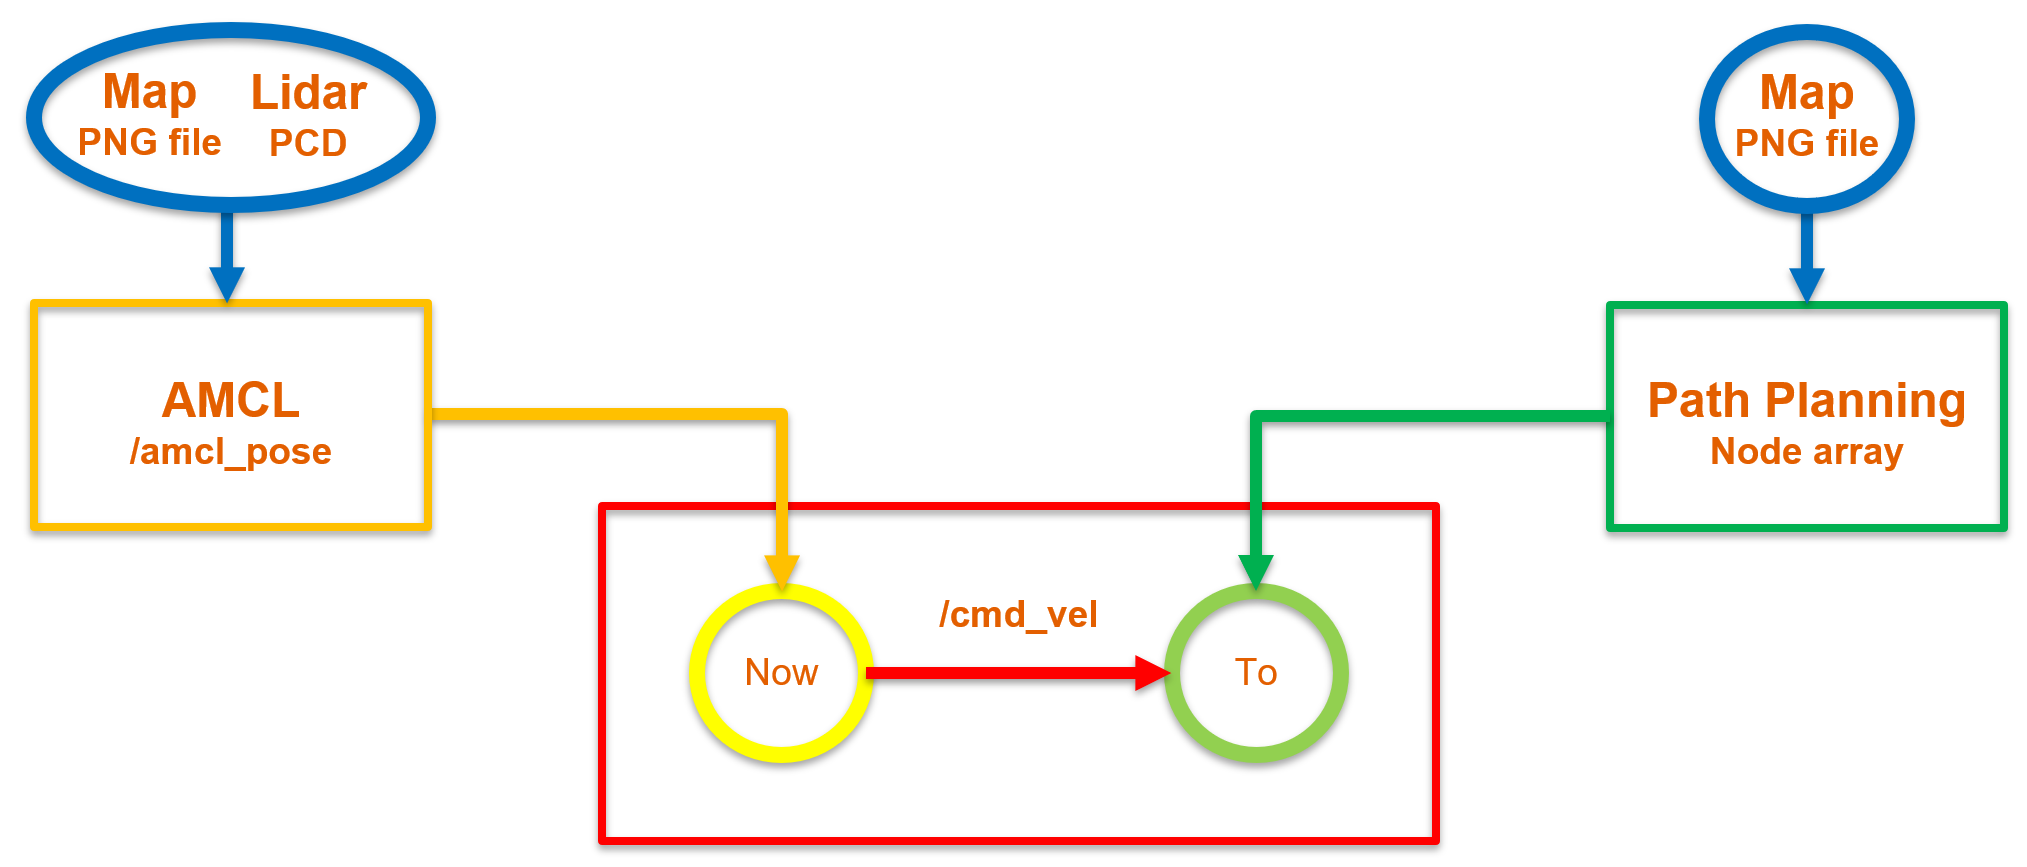 Map
PNG file
Lidar
PCD
Map
PNG file
AMCL
/amcl_pose
Path Planning
Node array
/cmd_vel
Now
To